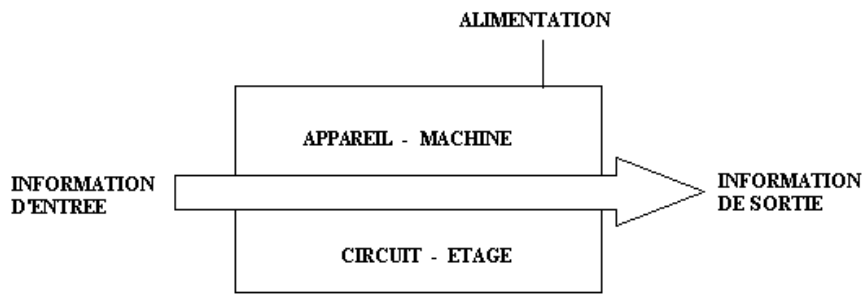 ALIMENTATION
APPAREIL - MACHINE
INFORMATION
D'ENTREE
INFORMATION
DE SORTIE
CIRCUIT - ETAGE